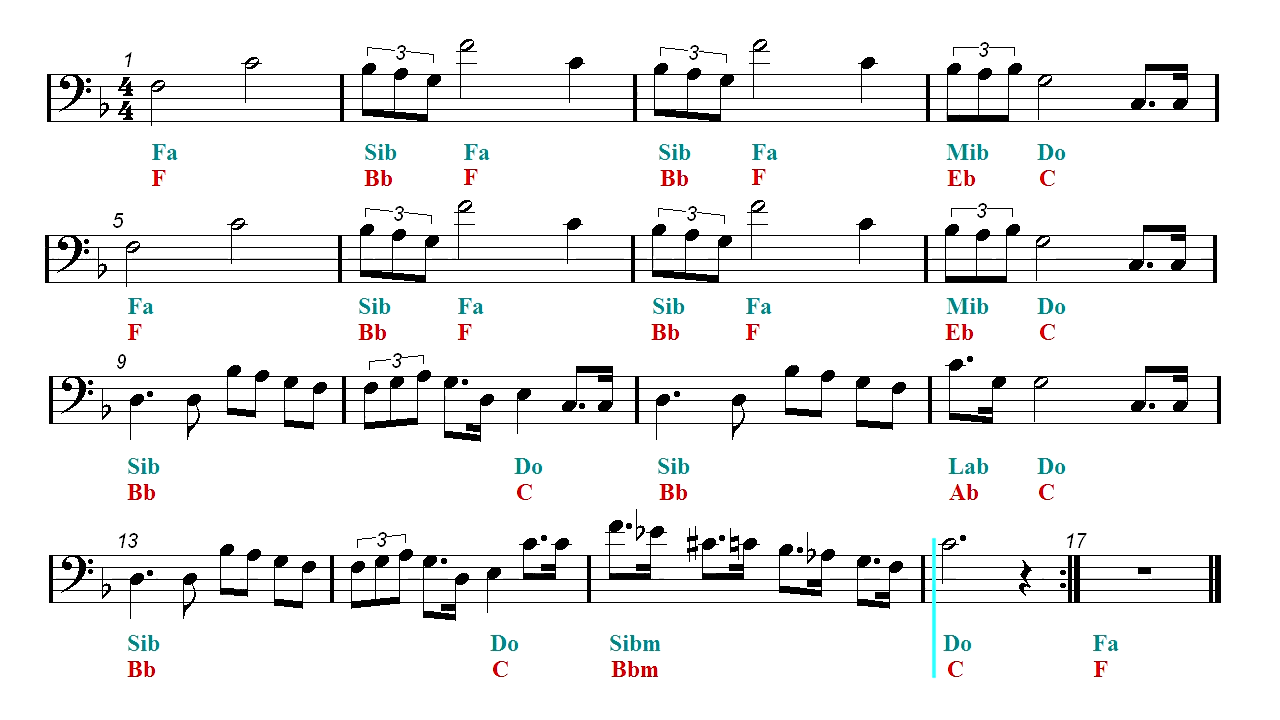 1 3 3 3
4
4
Fa Sib Fa Sib Fa Mib Do
F Bb F Bb F Eb C
5 3 3 3
Fa Sib Fa Sib Fa Mib Do
F Bb F Bb F Eb C
9 3
Sib Do Sib Lab Do
Bb C Bb Ab C
13 3 17
Sib Do Sibm Do Fa
Bb C Bbm C F